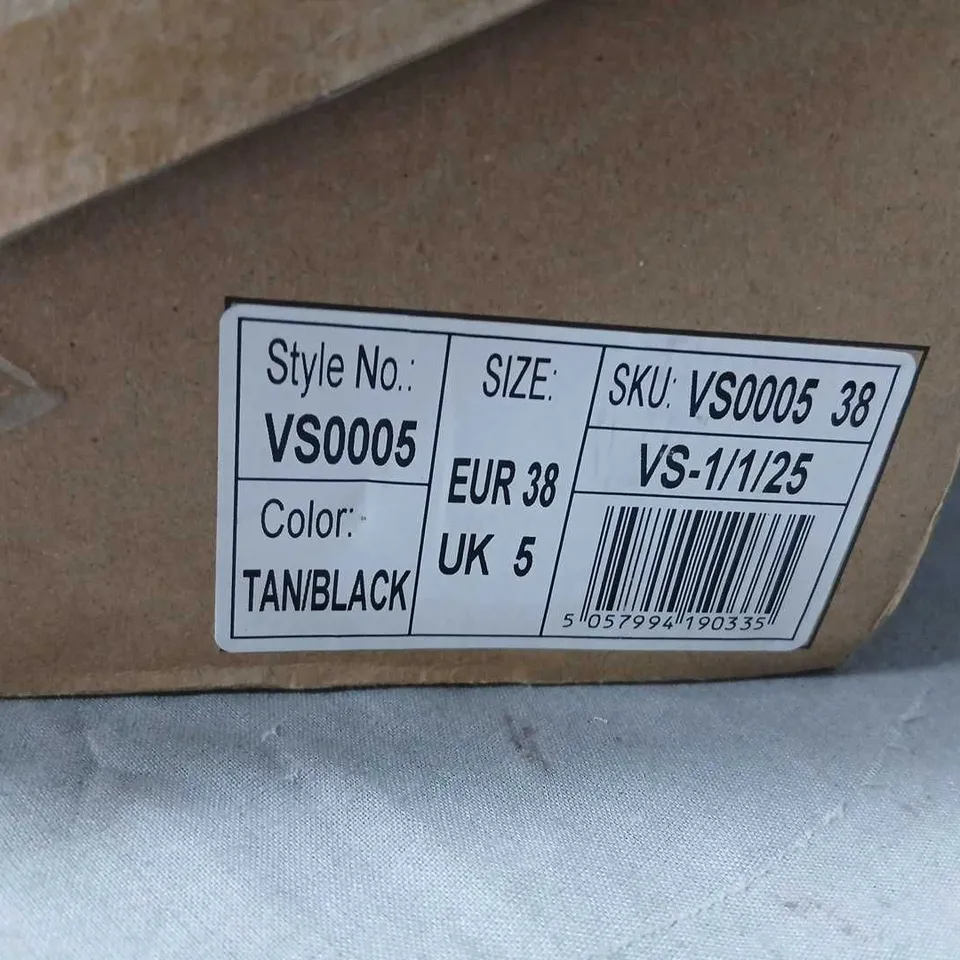 Style No.:
VS0005
Color:
TAN/BLACK
SIZE:
EUR 38
UK 5
SKU: VS0005 38
VS-1/1/25
5 057994 190335